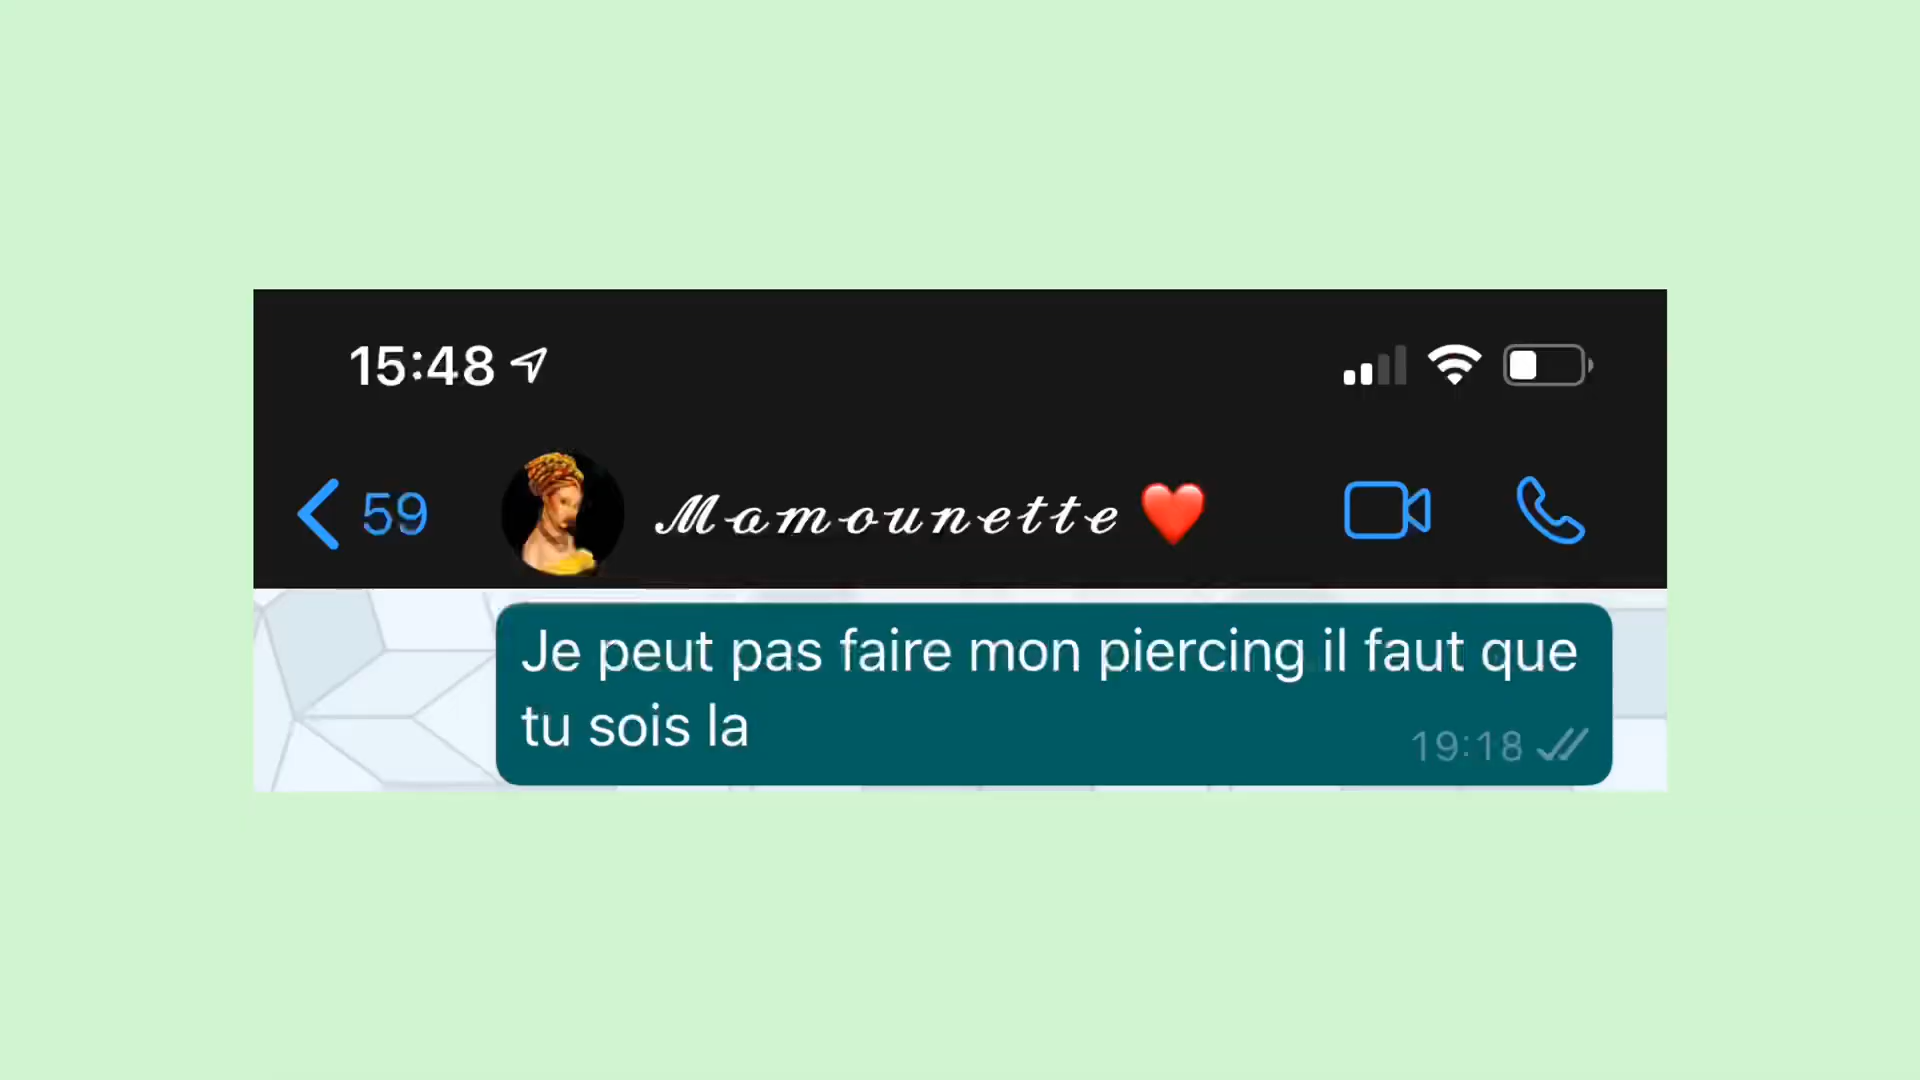 15:48
59 Mamounette ❤️
Je peut pas faire mon piercing il faut que
tu sois la
19:18